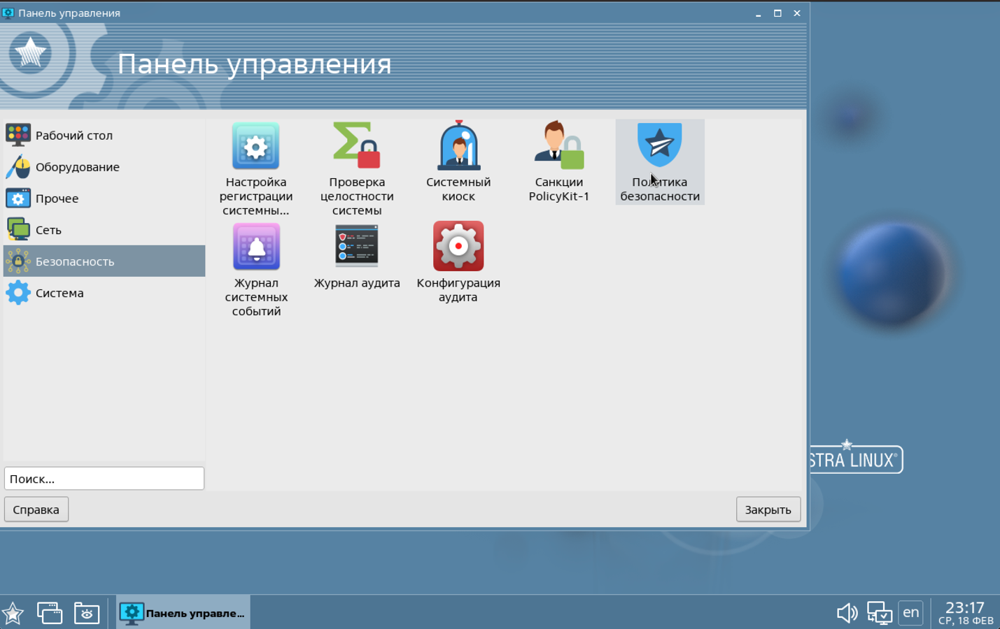 Панель управления
Панель управления
Рабочий стол
Оборудование
Прочее
Сеть
Безопасность
Система
Настройка
регистрации
системны...
Проверка
целостности
системы
Системный
киоск
Санкции
PolicyKit-1
Политика
безопасности
Журнал
системных
событий
Журнал аудита
Конфигурация
аудита
Поиск...
Справка
Закрыть
STRA LINUX®
Панель управле...
en
23:17
СР, 18 ФЕВ